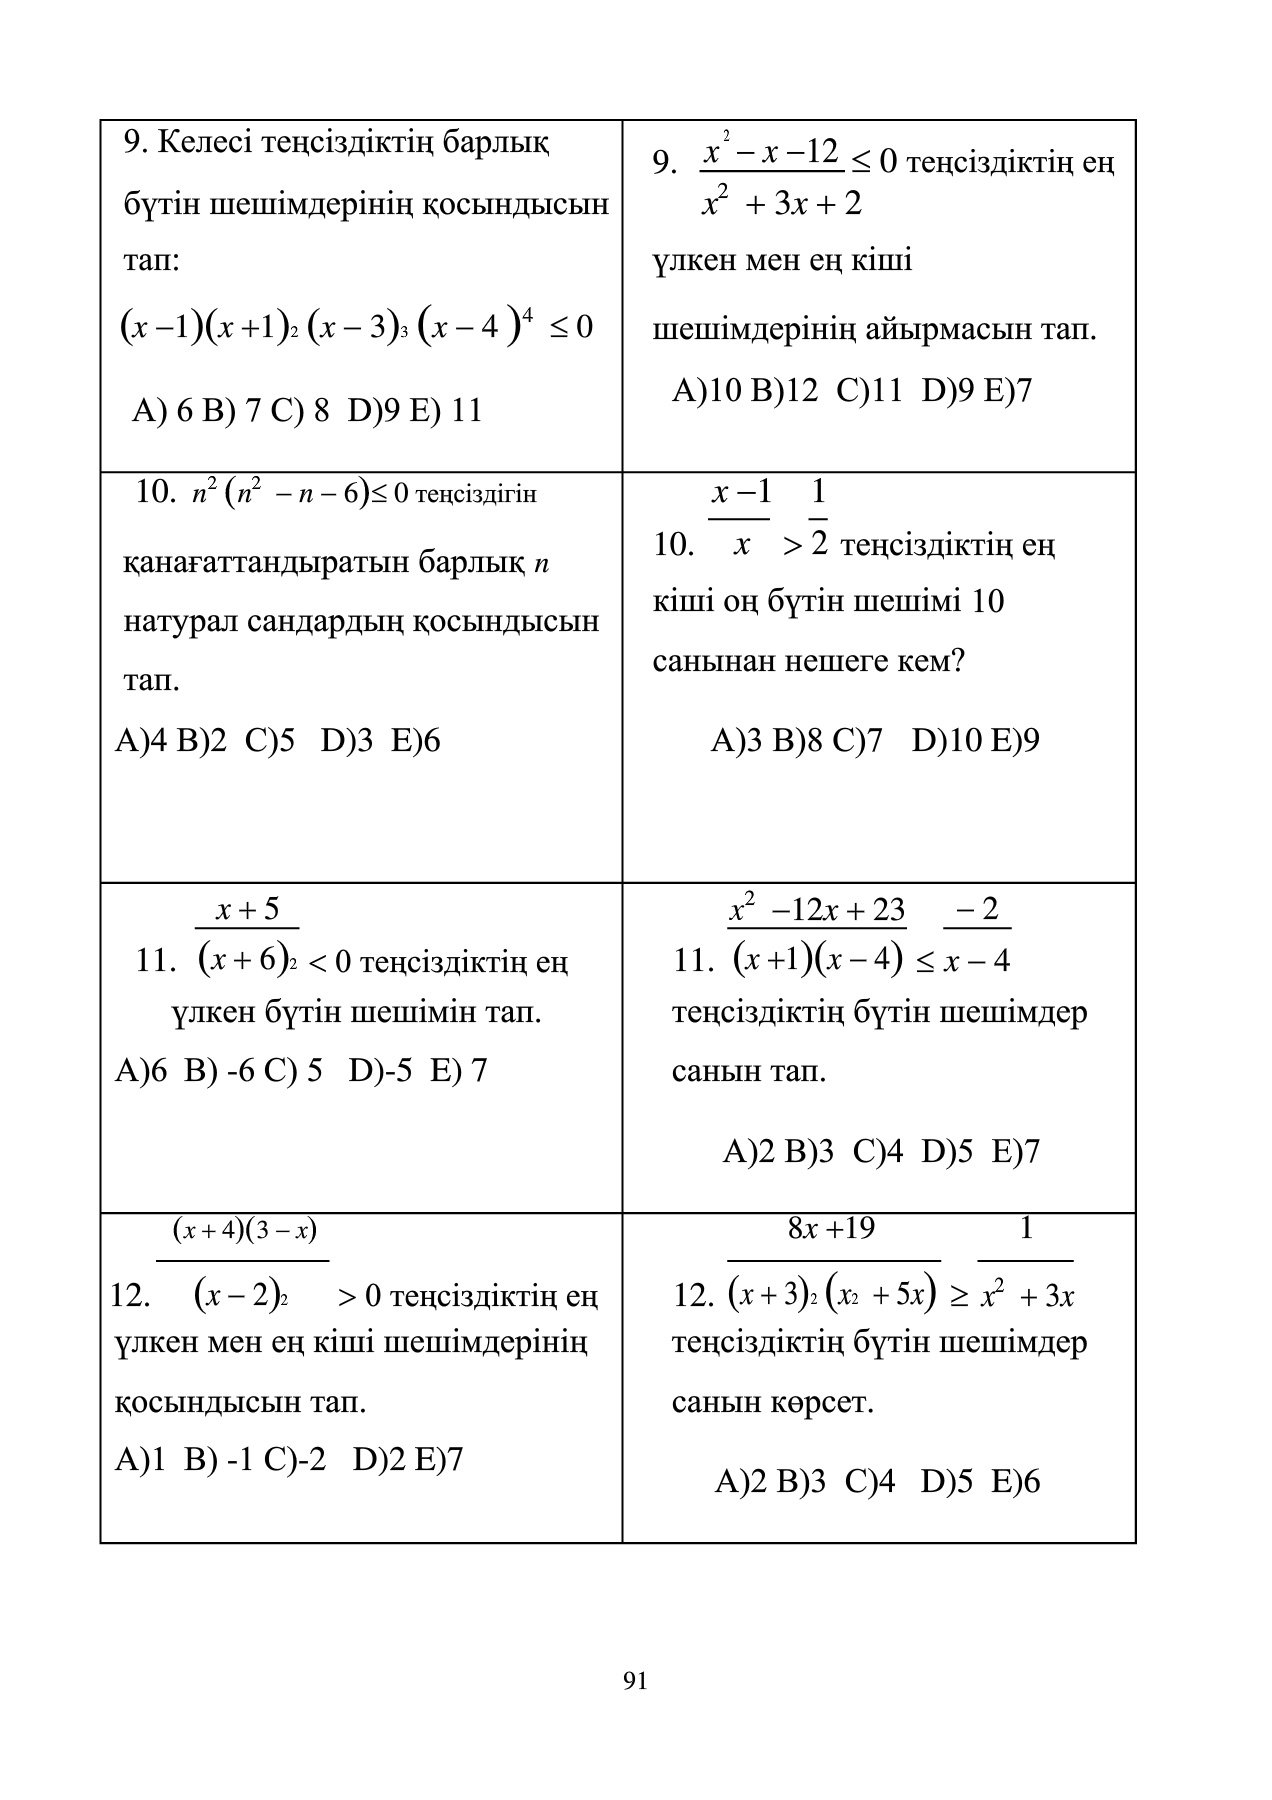 9. Келесі теңсіздіктің барлық
бүтін шешімдерінің қосындысын
тап:
(x −1)(x +1)2 (x − 3)3 (x − 4 )4 ≤ 0
A) 6 B) 7 C) 8 D)9 E) 11
x2 − x −12
9. ≤ 0 теңсіздіктің ең
x2 + 3x + 2
үлкен мен ең кіші
шешімдерінің айырмасын тап.
A)10 B)12 C)11 D)9 E)7
10. n2 (n2 − n − 6)≤ 0 теңсіздігін
қанағаттандыратын барлық n
натурал сандардың қосындысын
тап.
A)4 B)2 C)5 D)3 E)6
x −1 1
10. x > 2 теңсіздіктің ең
кіші оң бүтін шешімі 10
санынан нешеге кем?
A)3 B)8 C)7 D)10 E)9
x + 5
11. (x + 6)2 < 0 теңсіздіктің ең
үлкен бүтін шешімін тап.
A)6 B) -6 C) 5 D)-5 E) 7
x2 −12x + 23 − 2
11. (x +1)(x − 4) ≤ x − 4
теңсіздіктің бүтін шешімдер
санын тап.
A)2 B)3 C)4 D)5 E)7
(x + 4)(3 − x)
12. (x − 2)2 > 0 теңсіздіктің ең
үлкен мен ең кіші шешімдерінің
қосындысын тап.
A)1 B) -1 C)-2 D)2 E)7
8x +19 1
12. (x + 3)2 (x2 + 5x) ≥ x2 + 3x
теңсіздіктің бүтін шешімдер
санын көрсет.
A)2 B)3 C)4 D)5 E)6
91